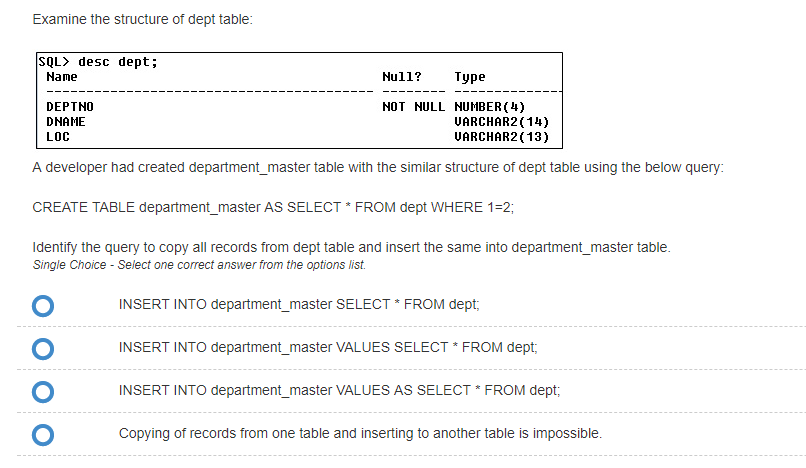 Examine the structure of dept table:
SQL> desc dept;
Name Null? Type
----------------------------------------- -------- ----------------------------
DEPTNO NOT NULL NUMBER(4)
DNAME VARCHAR2(14)
LOC VARCHAR2(13)
A developer had created department_master table with the similar structure of dept table using the below query:
CREATE TABLE department_master AS SELECT * FROM dept WHERE 1=2;
Identify the query to copy all records from dept table and insert the same into department_master table.
Single Choice - Select one correct answer from the options list.
INSERT INTO department_master SELECT * FROM dept;
INSERT INTO department_master VALUES SELECT * FROM dept;
INSERT INTO department_master VALUES AS SELECT * FROM dept;
Copying of records from one table and inserting to another table is impossible.